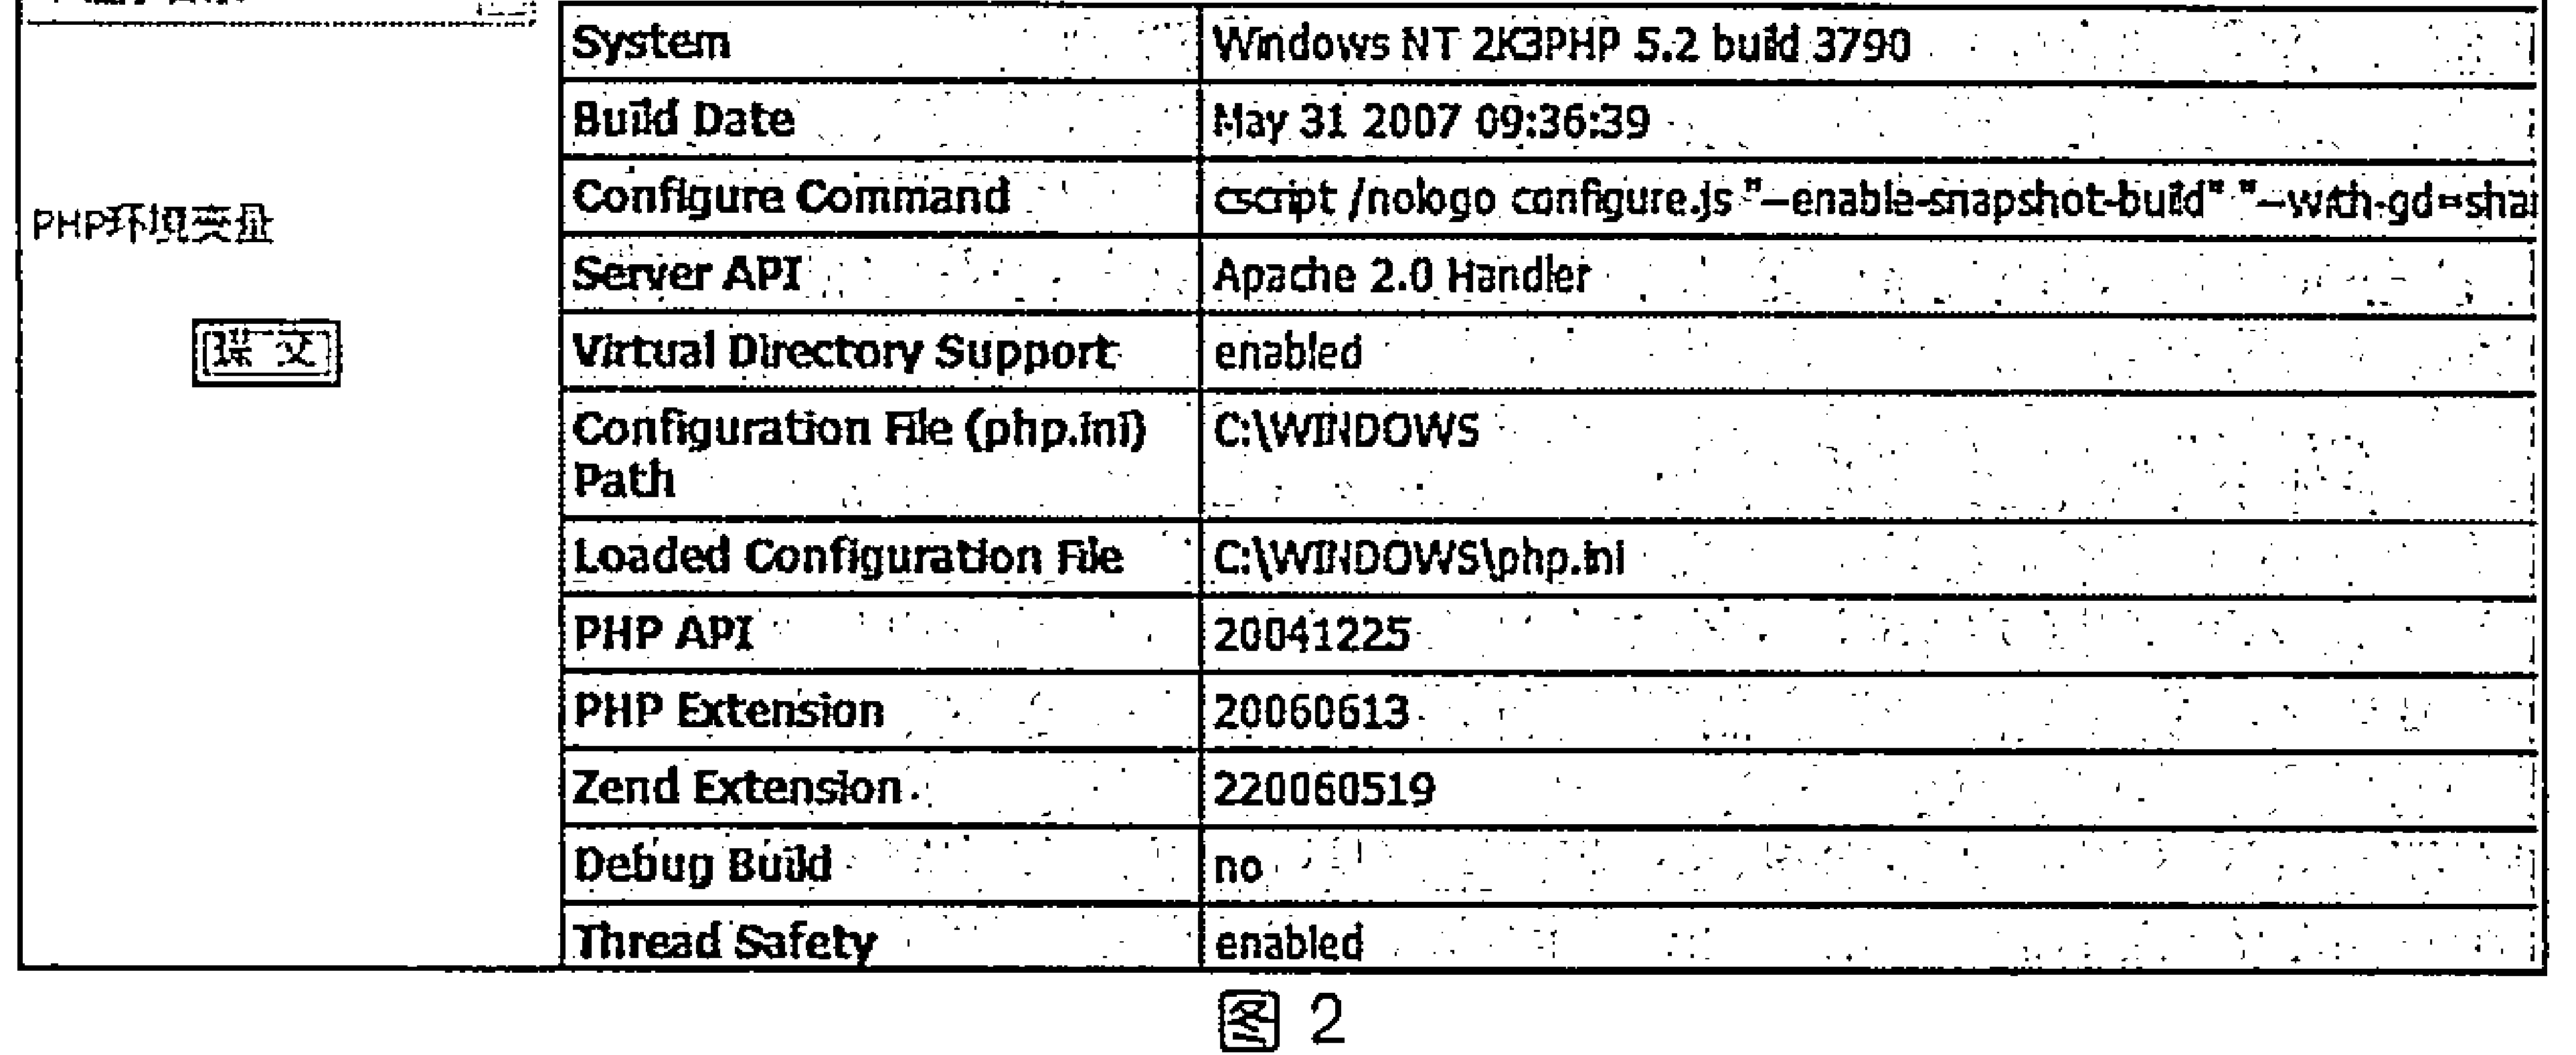 System Windows NT 2K3PHP 5.2 build 3790
Build Date May 31 2007 09:36:39
Configure Command cscript /nologo configure.js "--enable-snapshot-build" "--with-gd=shar
PHP环境变量
Server API Apache 2.0 Handler
提 交
Virtual Directory Support enabled
Configuration File (php.ini) C:\WINDOWS
Path
Loaded Configuration File C:\WINDOWS\php.ini
PHP API 20041225
PHP Extension 20060613
Zend Extension 220060519
Debug Build no
Thread Safety enabled
图 2